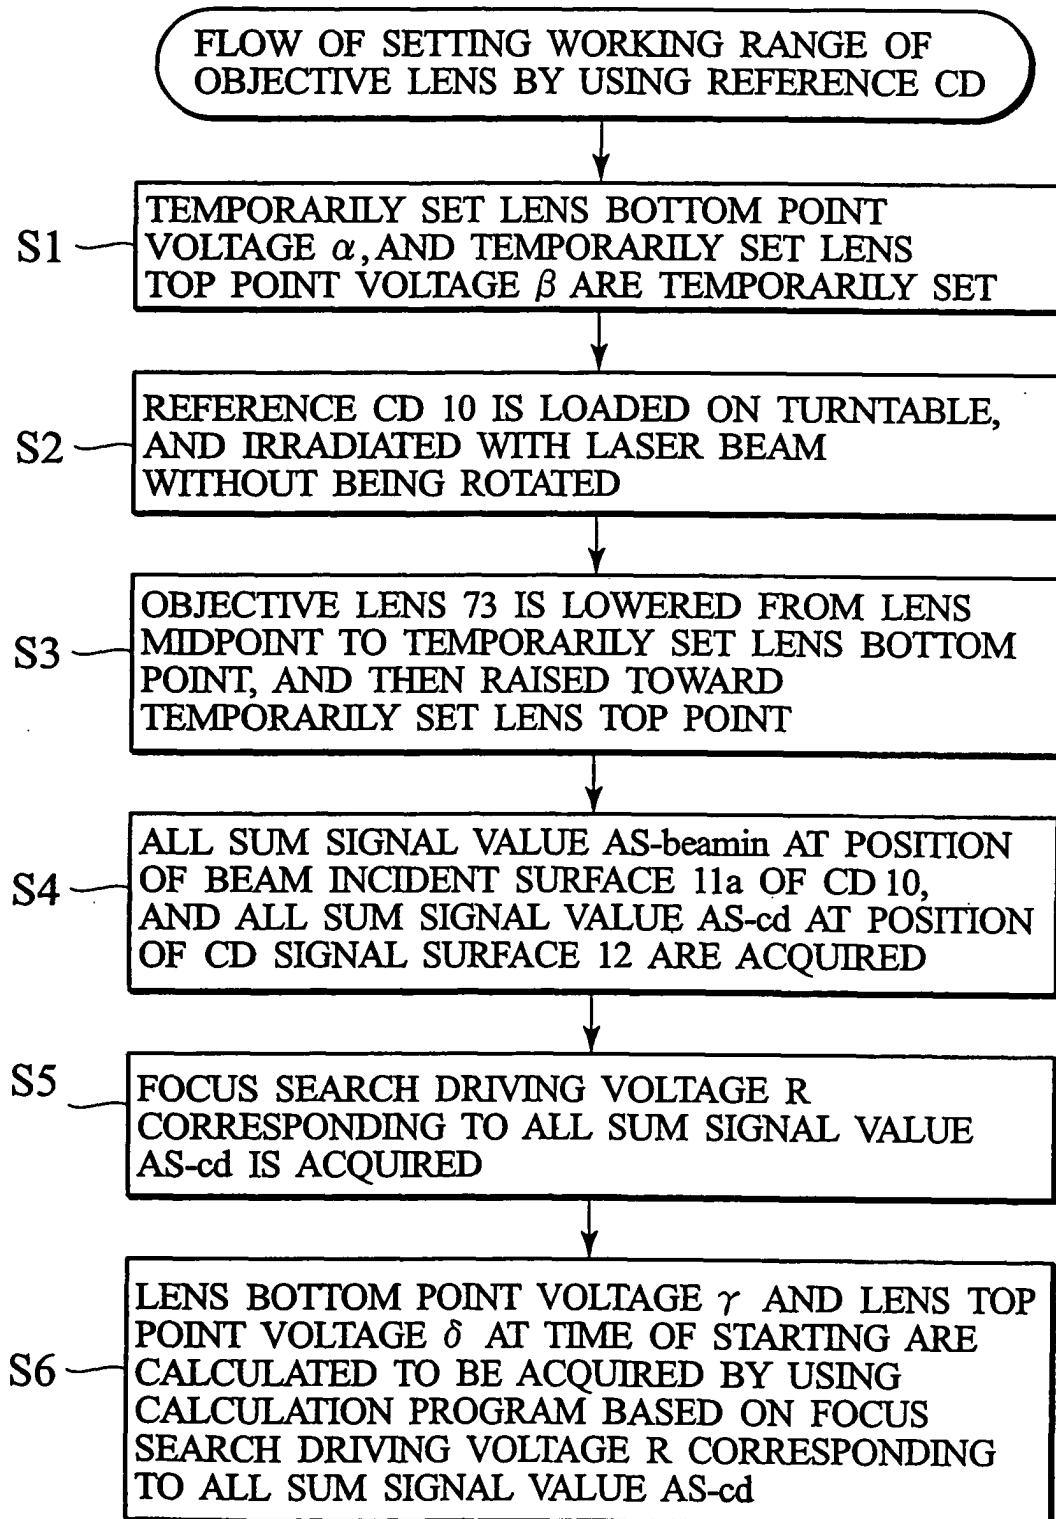 FLOW OF SETTING WORKING RANGE OF
OBJECTIVE LENS BY USING REFERENCE CD
S1
TEMPORARILY SET LENS BOTTOM POINT
VOLTAGE α, AND TEMPORARILY SET LENS
TOP POINT VOLTAGE β ARE TEMPORARILY SET
S2
REFERENCE CD 10 IS LOADED ON TURNTABLE,
AND IRRADIATED WITH LASER BEAM
WITHOUT BEING ROTATED
S3
OBJECTIVE LENS 73 IS LOWERED FROM LENS
MIDPOINT TO TEMPORARILY SET LENS BOTTOM
POINT, AND THEN RAISED TOWARD
TEMPORARILY SET LENS TOP POINT
S4
ALL SUM SIGNAL VALUE AS-beamin AT POSITION
OF BEAM INCIDENT SURFACE 11a OF CD 10,
AND ALL SUM SIGNAL VALUE AS-cd AT POSITION
OF CD SIGNAL SURFACE 12 ARE ACQUIRED
S5
FOCUS SEARCH DRIVING VOLTAGE R
CORRESPONDING TO ALL SUM SIGNAL VALUE
AS-cd IS ACQUIRED
S6
LENS BOTTOM POINT VOLTAGE γ AND LENS TOP
POINT VOLTAGE δ AT TIME OF STARTING ARE
CALCULATED TO BE ACQUIRED BY USING
CALCULATION PROGRAM BASED ON FOCUS
SEARCH DRIVING VOLTAGE R CORRESPONDING
TO ALL SUM SIGNAL VALUE AS-cd